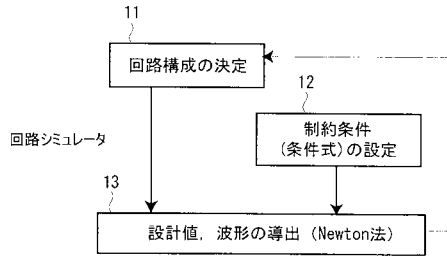 11
回路構成の決定
12
回路シミュレータ
制約条件
(条件式)の設定
13
設計値, 波形の導出 (Newton法)